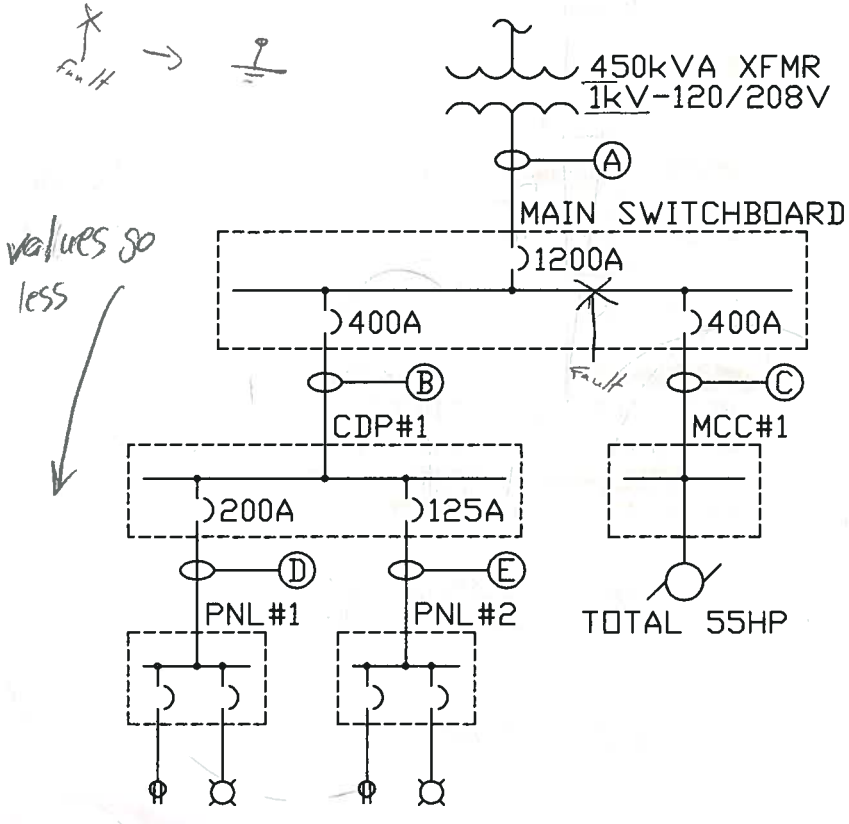 Fault
450kVA XFMR
1kV-120/208V
A
MAIN SWITCHBOARD
values go
less
1200A
400A
400A
Fault
B
C
CDP#1
MCC#1
200A
125A
D
E
PNL#1
PNL#2
TOTAL 55HP